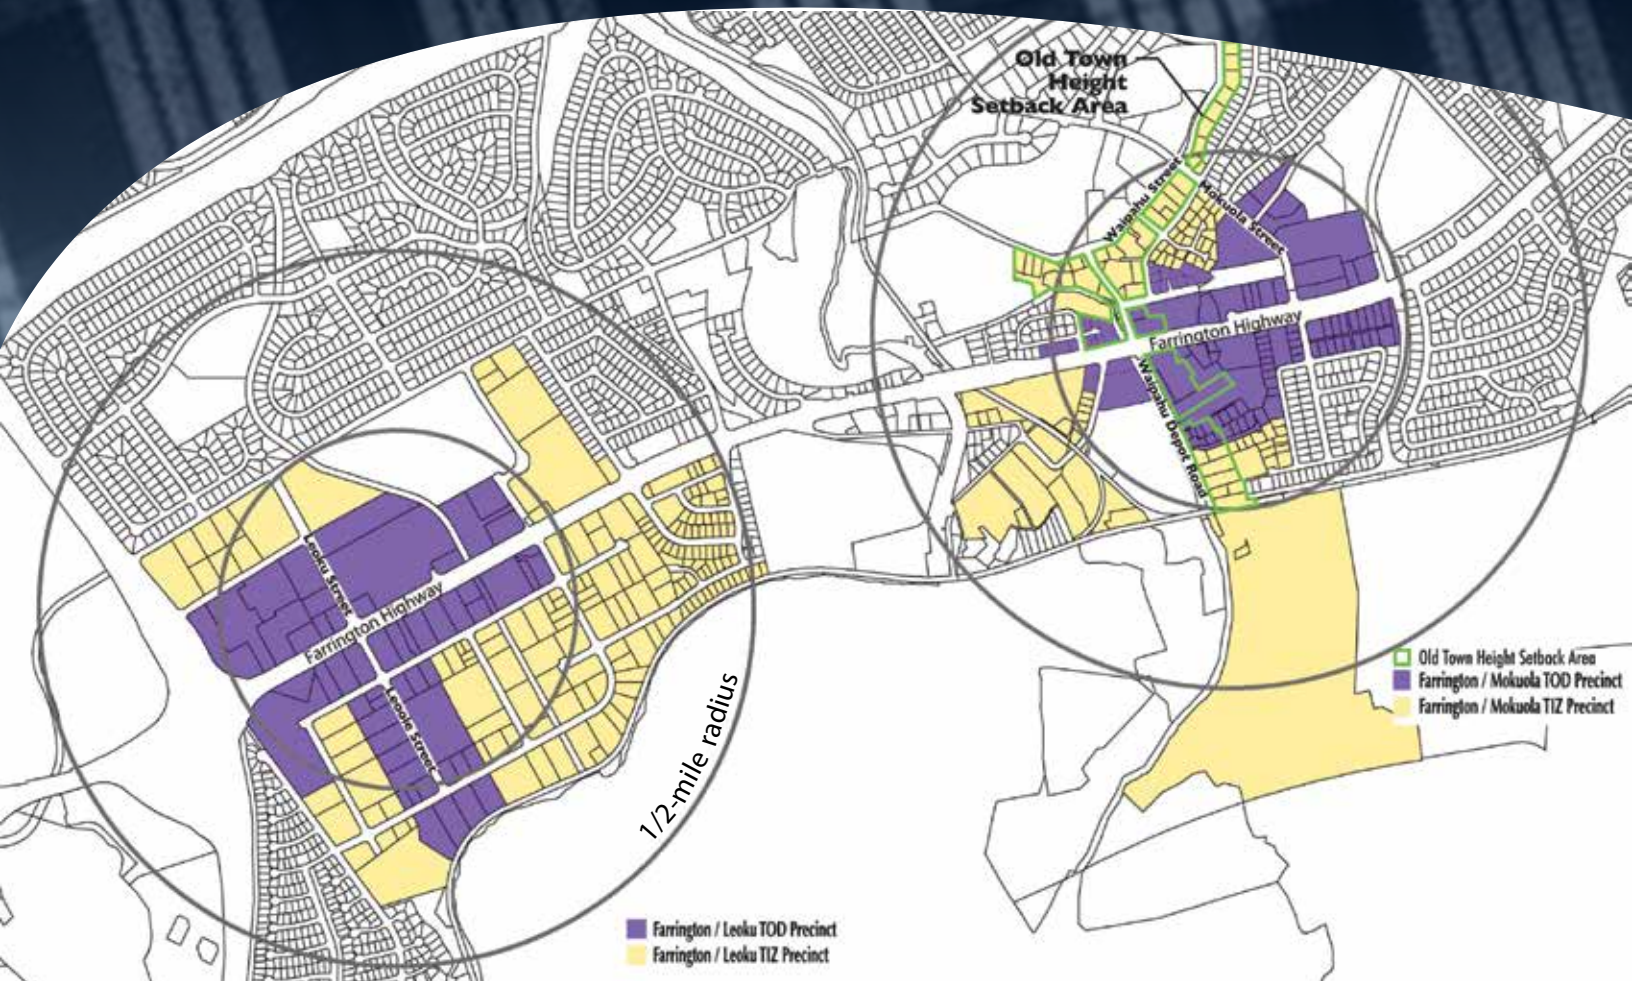 Old Town
Height
Setback Area
Waipahu Street
Mokuola Street
Farrington Highway
Waipahu Depot Road
Leoku Street
Farrington Highway
Leoole Street
1/2-mile radius
Old Town Height Setback Area
Farrington / Mokuola TOD Precinct
Farrington / Mokuola TIZ Precinct
Farrington / Leoku TOD Precinct
Farrington / Leoku TIZ Precinct